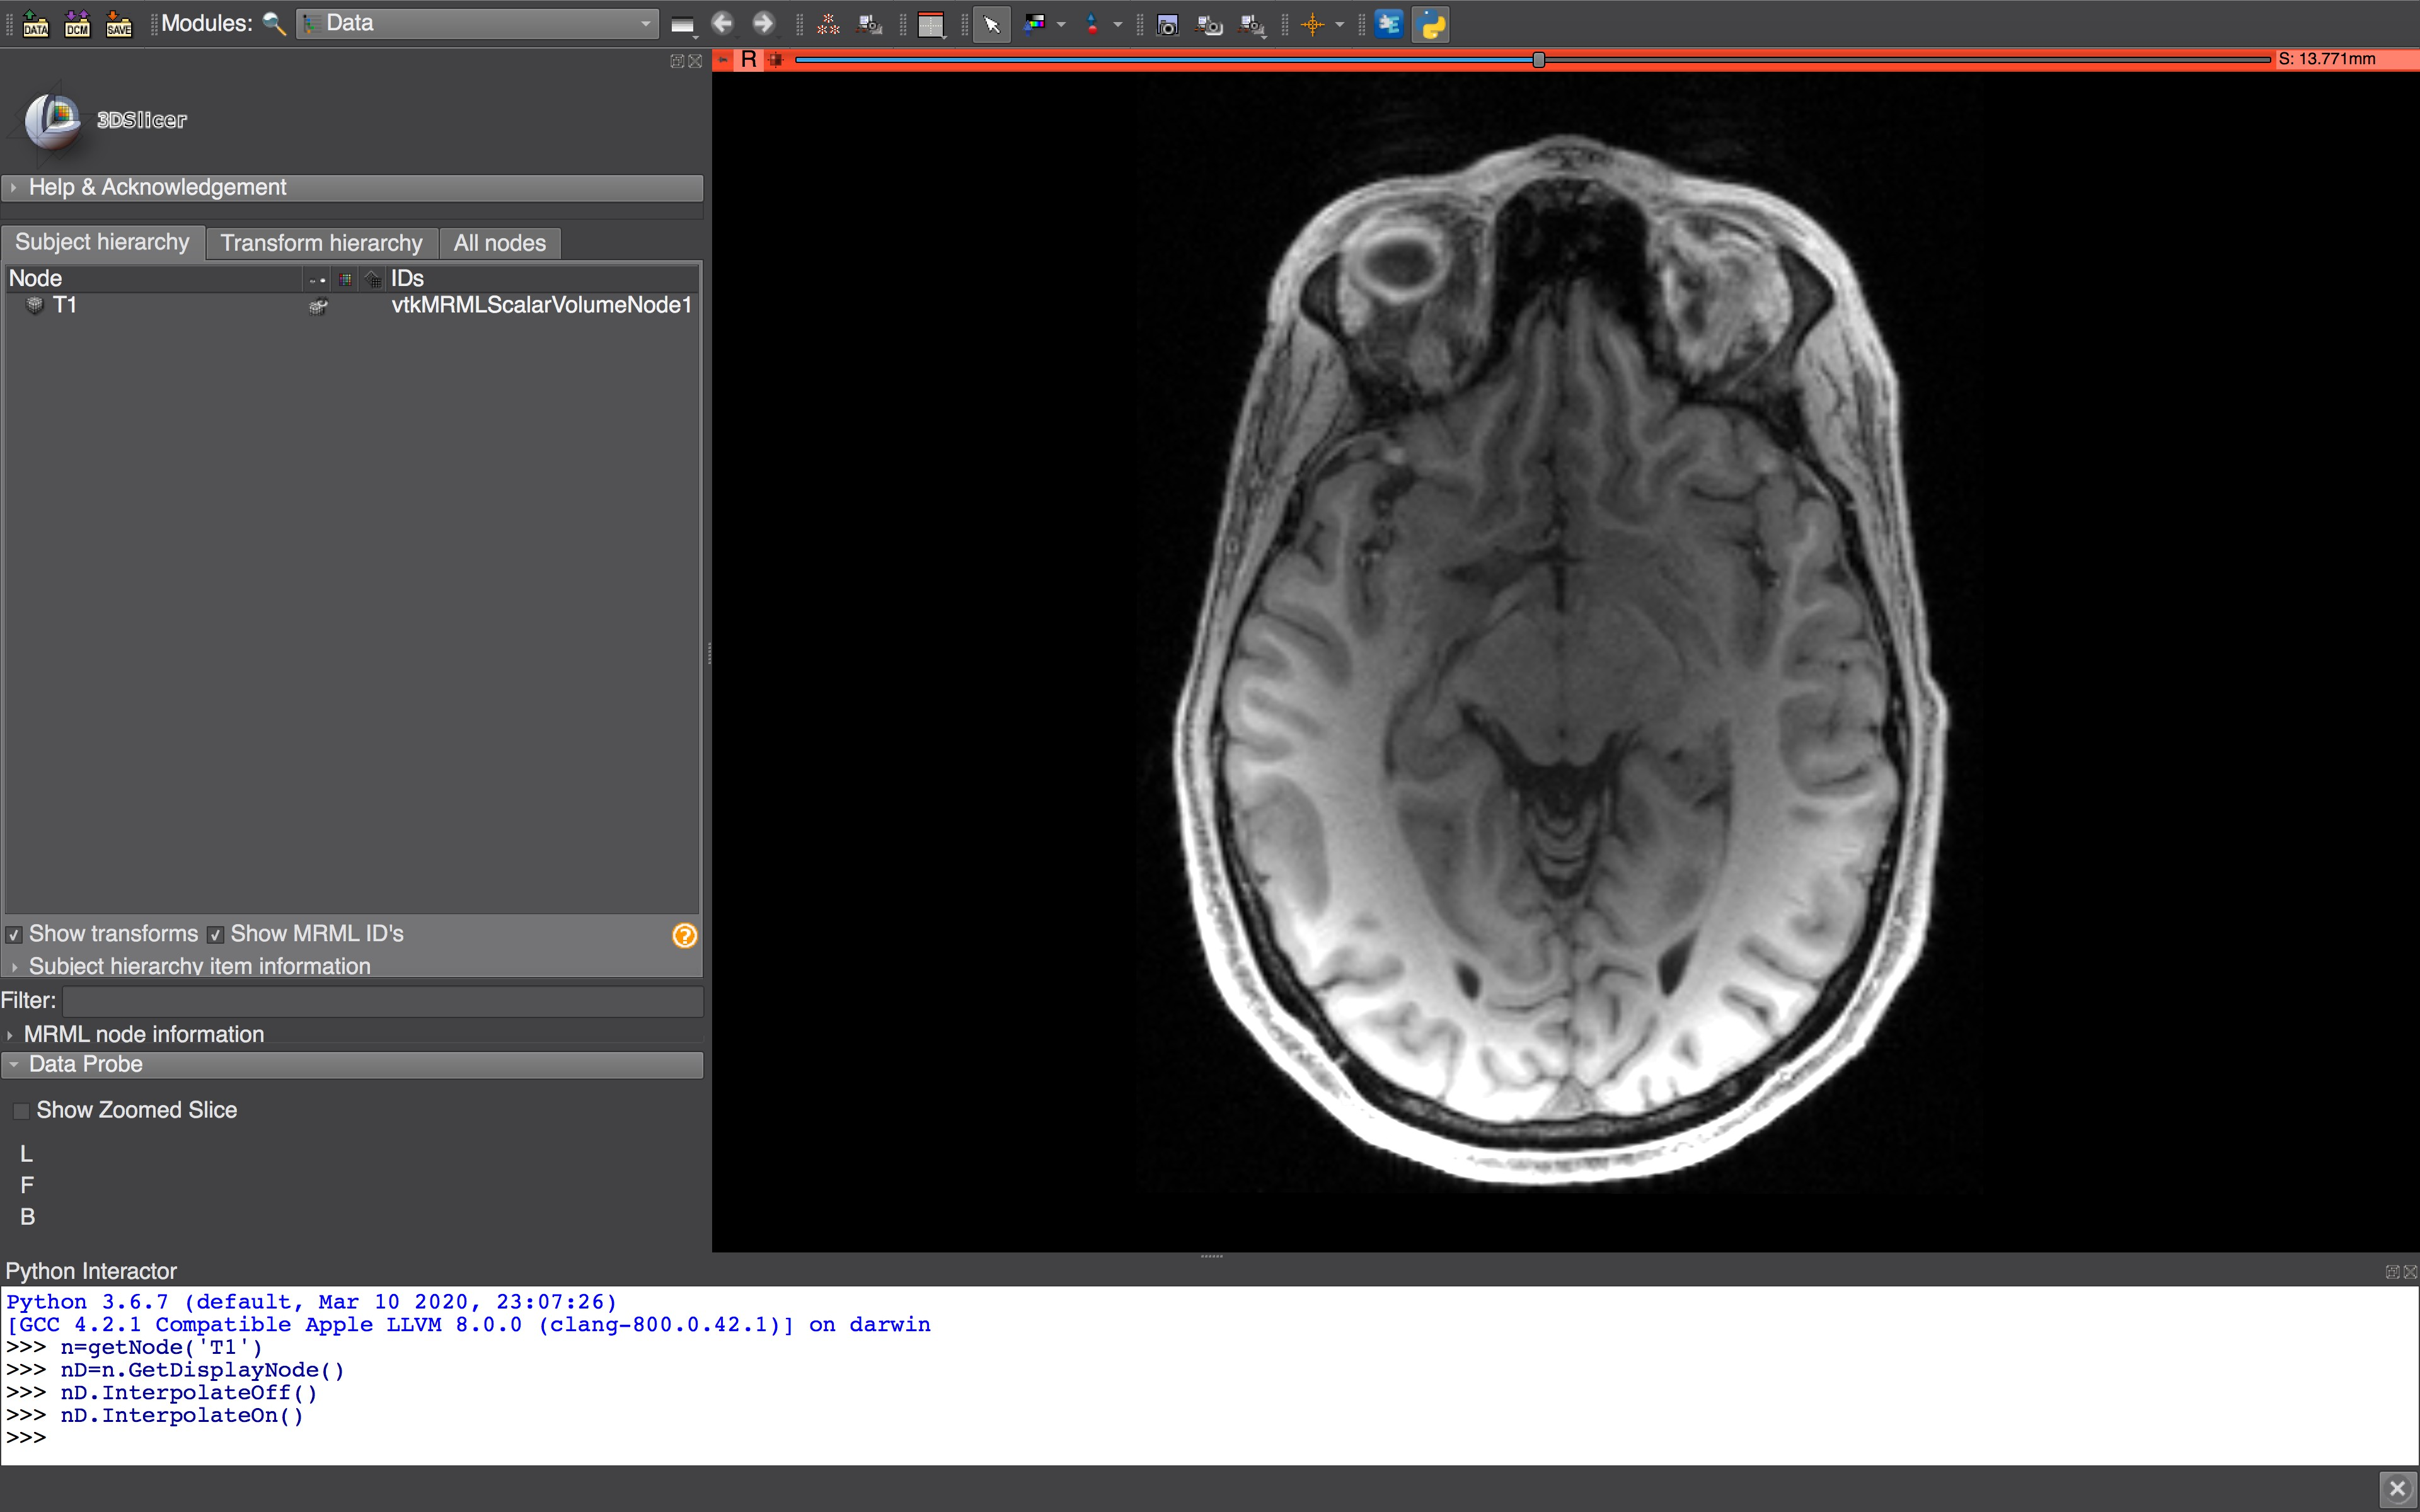 DATA DCM SAVE Modules: Data
R S: 13.771mm
3DSlicer
Help & Acknowledgement
Subject hierarchy Transform hierarchy All nodes
Node IDs
T1 vtkMRMLScalarVolumeNode1
Show transforms Show MRML ID's
Subject hierarchy item information
Filter:
MRML node information
Data Probe
Show Zoomed Slice
L
F
B
Python Interactor
Python 3.6.7 (default, Mar 10 2020, 23:07:26)
[GCC 4.2.1 Compatible Apple LLVM 8.0.0 (clang-800.0.42.1)] on darwin
>>> n=getNode('T1')
>>> nD=n.GetDisplayNode()
>>> nD.InterpolateOff()
>>> nD.InterpolateOn()
>>>